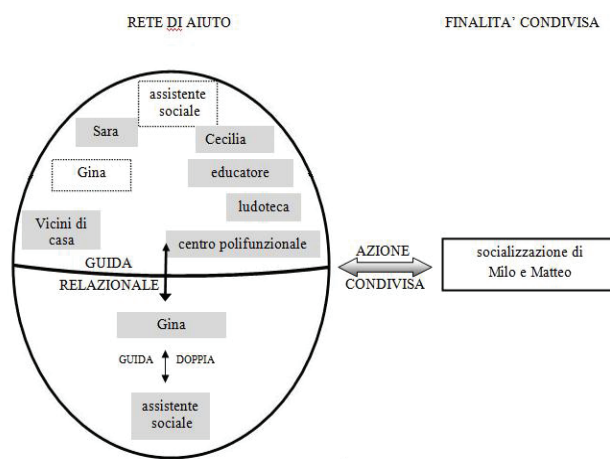 RETE DI AIUTO
FINALITA’ CONDIVISA
assistente
sociale
Sara
Cecilia
Gina
educatore
ludoteca
Vicini di
casa
centro polifunzionale
GUIDA
RELAZIONALE
AZIONE
CONDIVISA
socializzazione di
Milo e Matteo
Gina
GUIDA DOPPIA
assistente
sociale